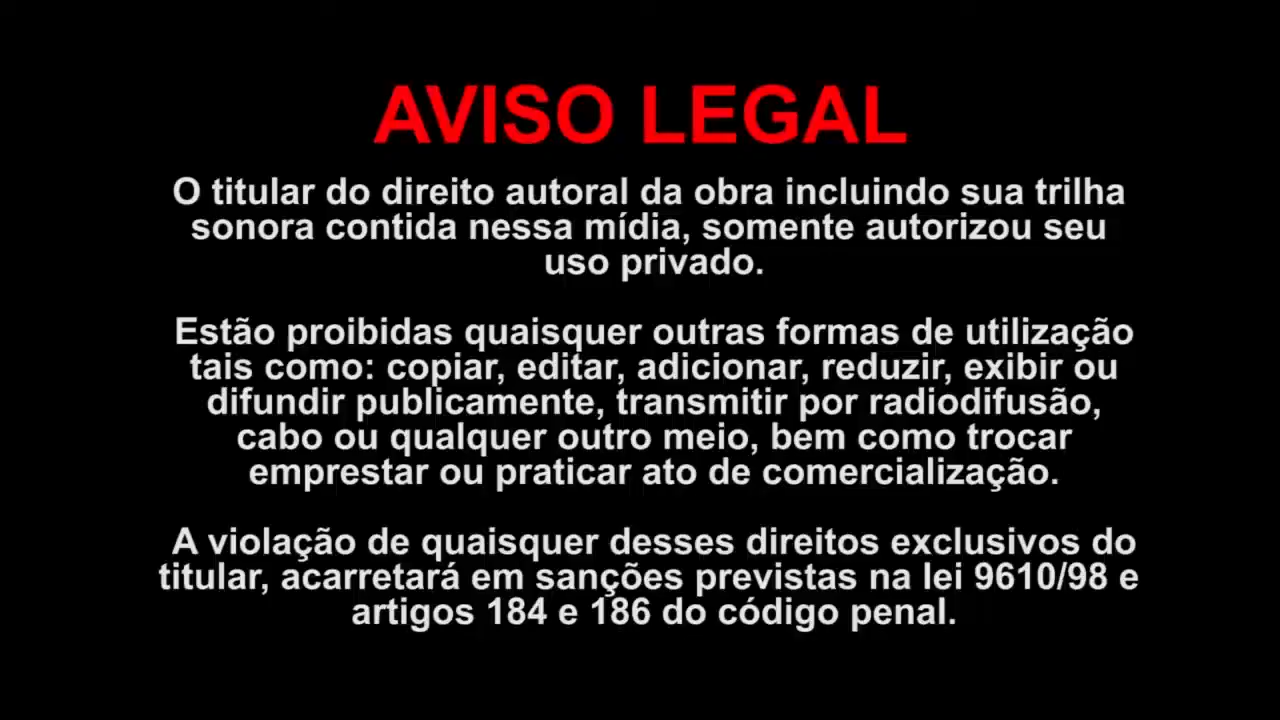 AVISO LEGAL
O titular do direito autoral da obra incluindo sua trilha
sonora contida nessa mídia, somente autorizou seu
uso privado.
Estão proibidas quaisquer outras formas de utilização
tais como: copiar, editar, adicionar, reduzir, exibir ou
difundir publicamente, transmitir por radiodifusão,
cabo ou qualquer outro meio, bem como trocar
emprestar ou praticar ato de comercialização.
A violação de quaisquer desses direitos exclusivos do
titular, acarretará em sanções previstas na lei 9610/98 e
artigos 184 e 186 do código penal.